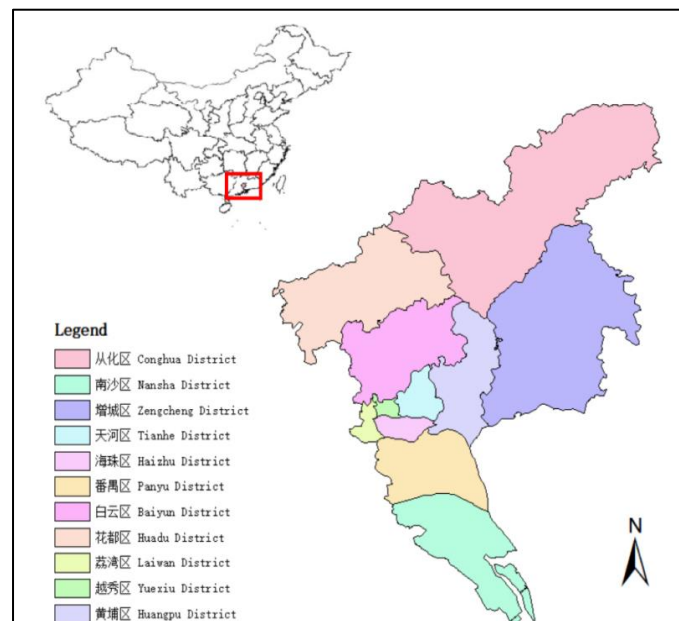 Legend
从化区 Conghua District
南沙区 Nansha District
增城区 Zengcheng District
天河区 Tianhe District
海珠区 Haizhu District
番禺区 Panyu District
白云区 Baiyun District
花都区 Huadu District
荔湾区 Laiwan District
越秀区 Yuexiu District
黄埔区 Huangpu District
N